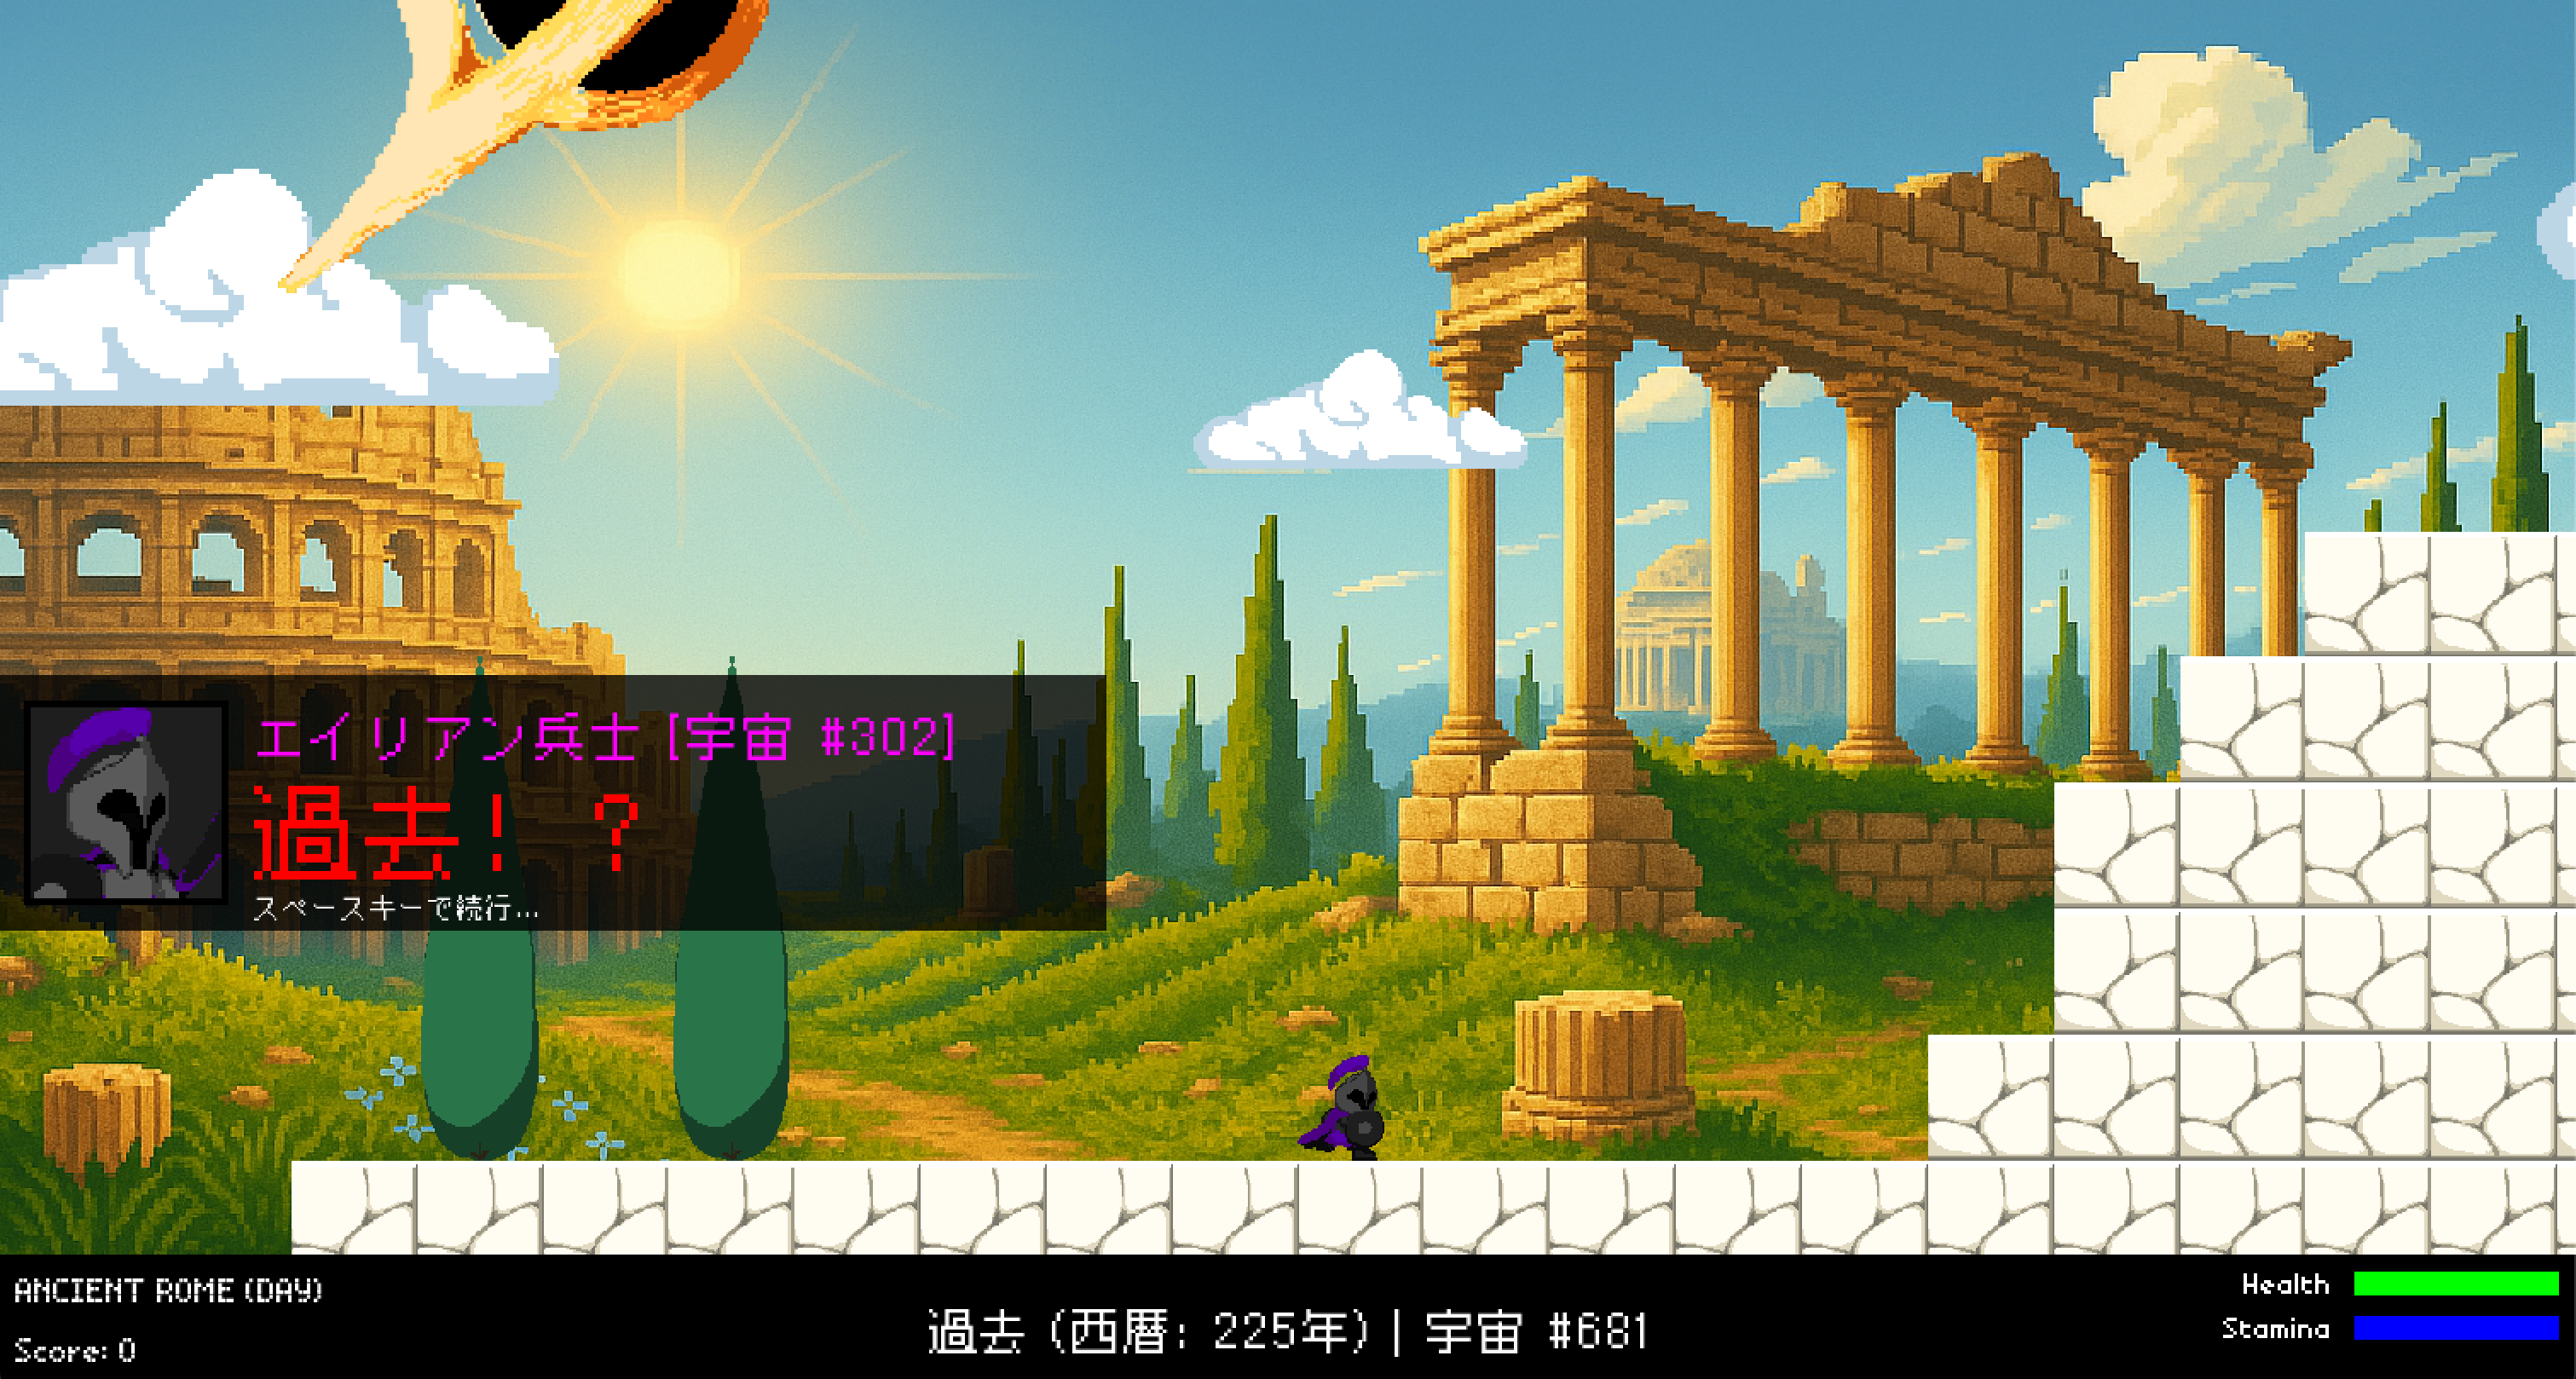 エイリアン兵士 [宇宙 #302]
過去！？
スペースキーで続行...
ANCIENT ROME (DAY)
Score: 0
過去 (西暦: 225年) | 宇宙 #681
Health
Stamina